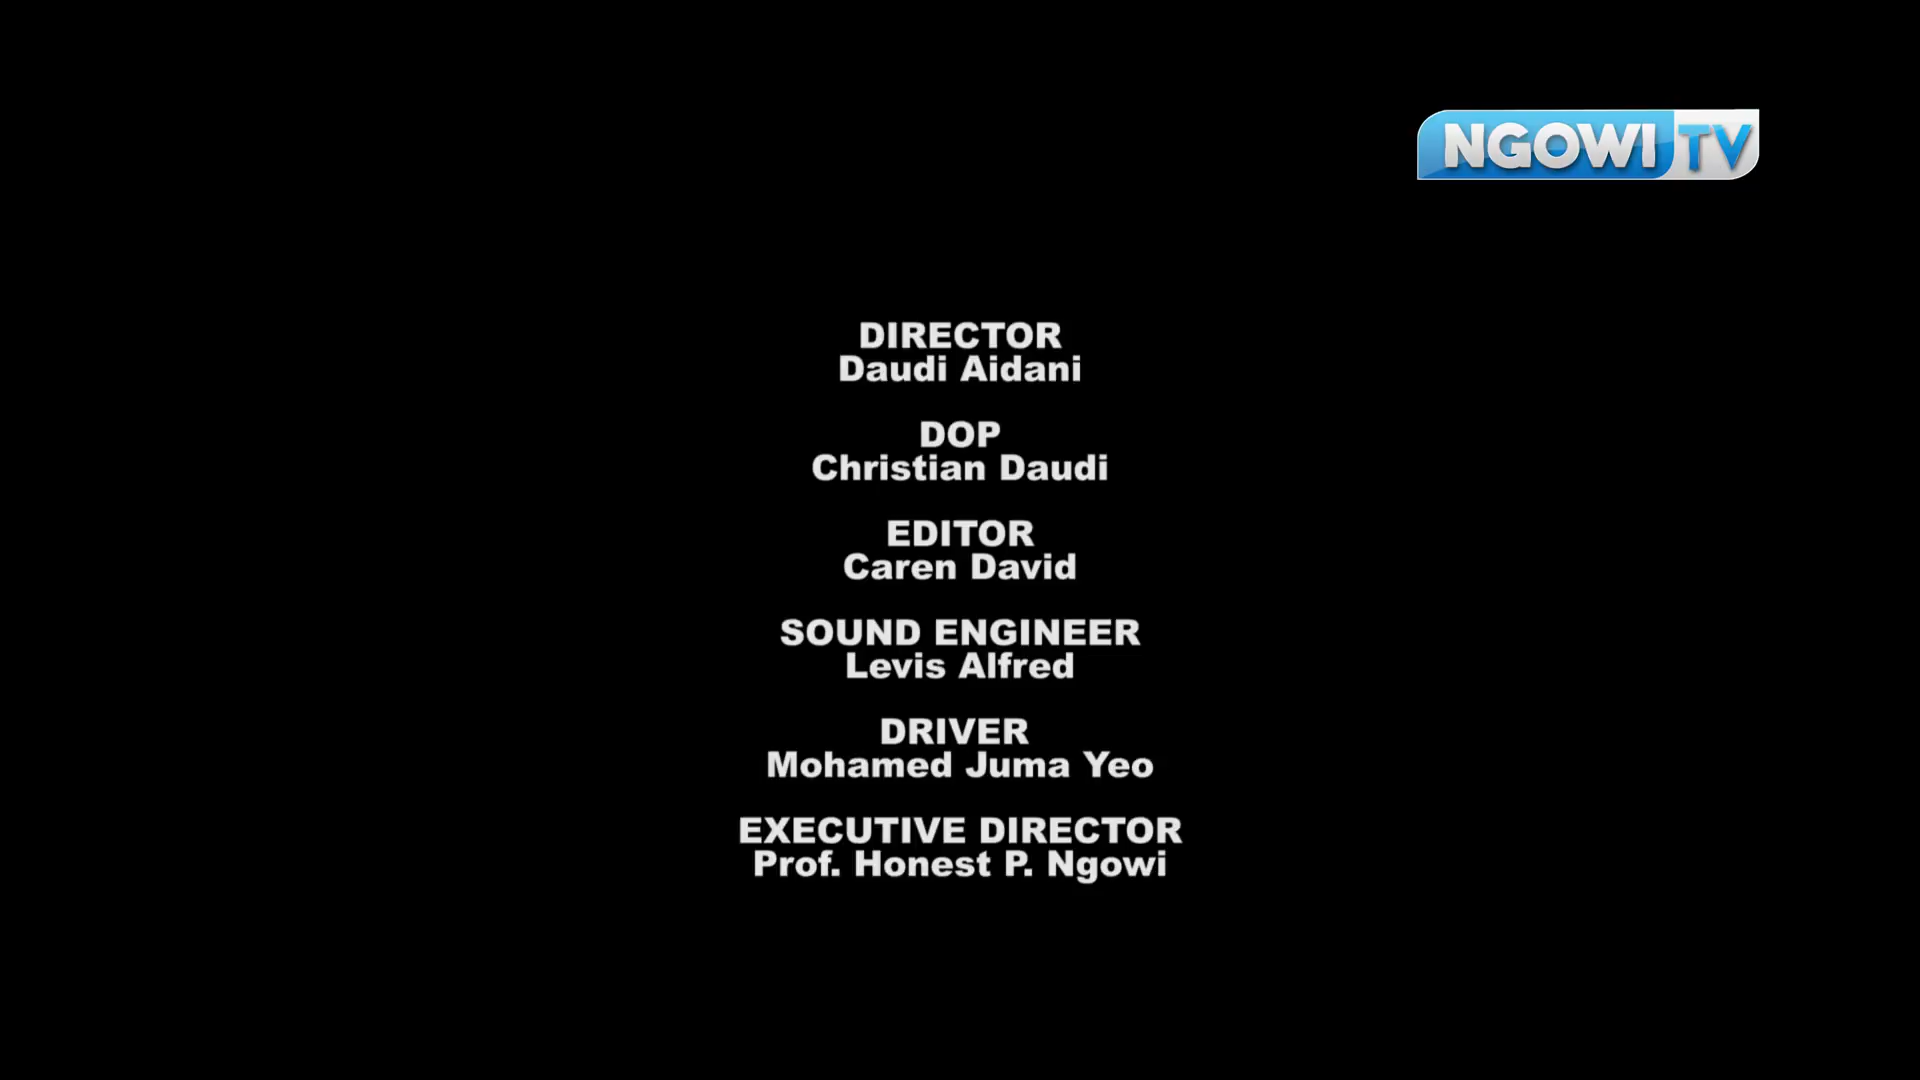 NGOWI TV
DIRECTOR
Daudi Aidani
DOP
Christian Daudi
EDITOR
Caren David
SOUND ENGINEER
Levis Alfred
DRIVER
Mohamed Juma Yeo
EXECUTIVE DIRECTOR
Prof. Honest P. Ngowi